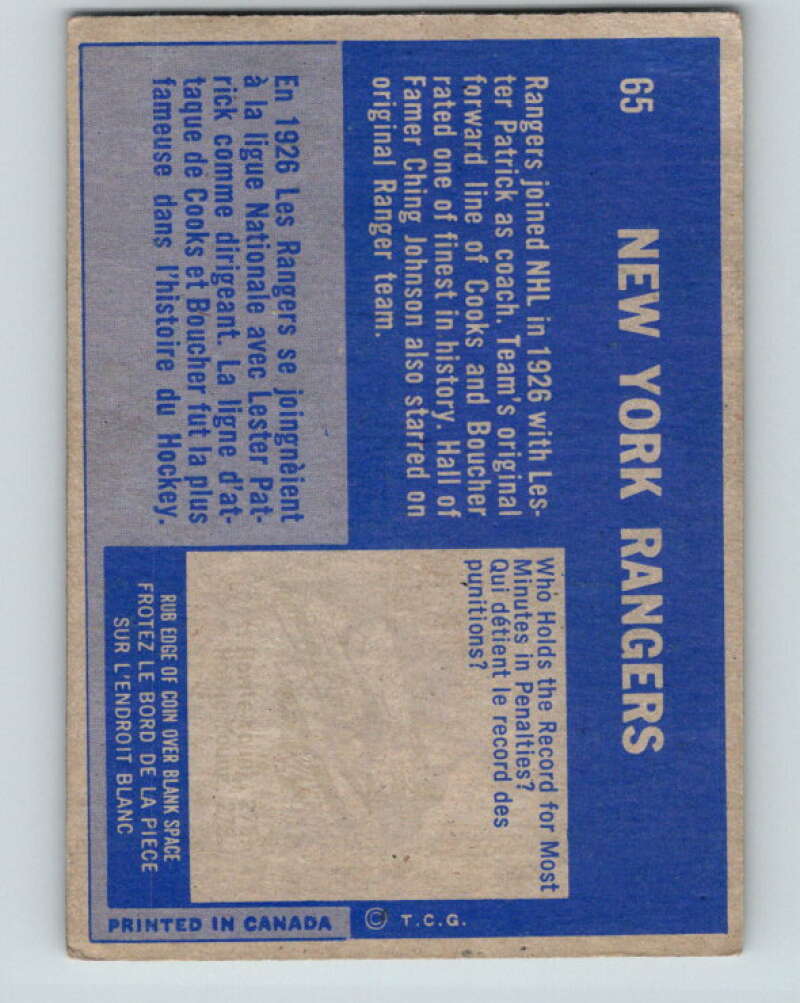 65
NEW YORK RANGERS
Rangers joined NHL in 1926 with Les-
ter Patrick as coach. Team's original
forward line of Cooks and Boucher
rated one of finest in history. Hall of
Famer Ching Johnson also starred on
original Ranger team.
En 1926 Les Rangers se joingnèient
à la ligue Nationale avec Lester Pat-
rick comme dirigeant. La ligne d'at-
taque de Cooks et Boucher fut la plus
fameuse dans l'histoire du Hockey.
Who Holds the Record for Most
Minutes in Penalties?
Qui détient le record des
punitions?
RUB EDGE OF COIN OVER BLANK SPACE
FROTEZ LE BORD DE LA PIECE
SUR L'ENDROIT BLANC
PRINTED IN CANADA
© T.C.G.